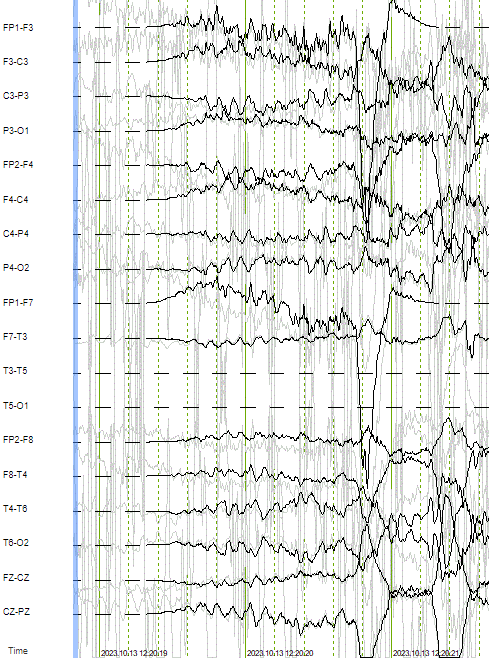 FP1-F3
F3-C3
C3-P3
P3-O1
FP2-F4
F4-C4
C4-P4
P4-O2
FP1-F7
F7-T3
T3-T5
T5-O1
FP2-F8
F8-T4
T4-T6
T6-O2
FZ-CZ
CZ-PZ
Time 2023.10.13 12:20:19 2023.10.13 12:20:20 2023.10.13 12:20:21